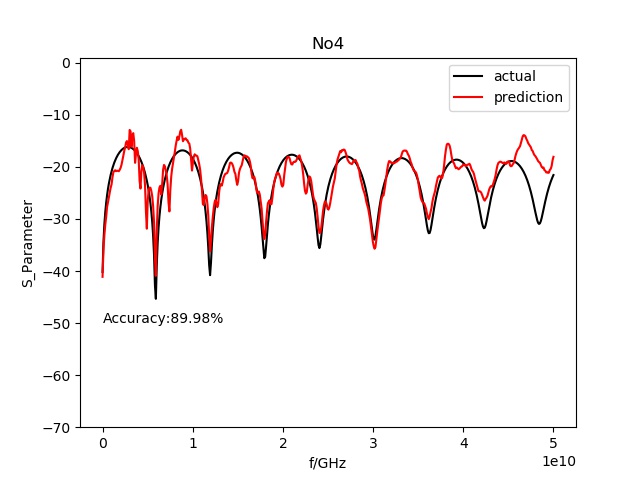 No4
0
−10
−20
−30
−40
−50
−60
−70
S_Parameter
actual
prediction
Accuracy:89.98%
0
1
2
3
4
5
1e10
f/GHz